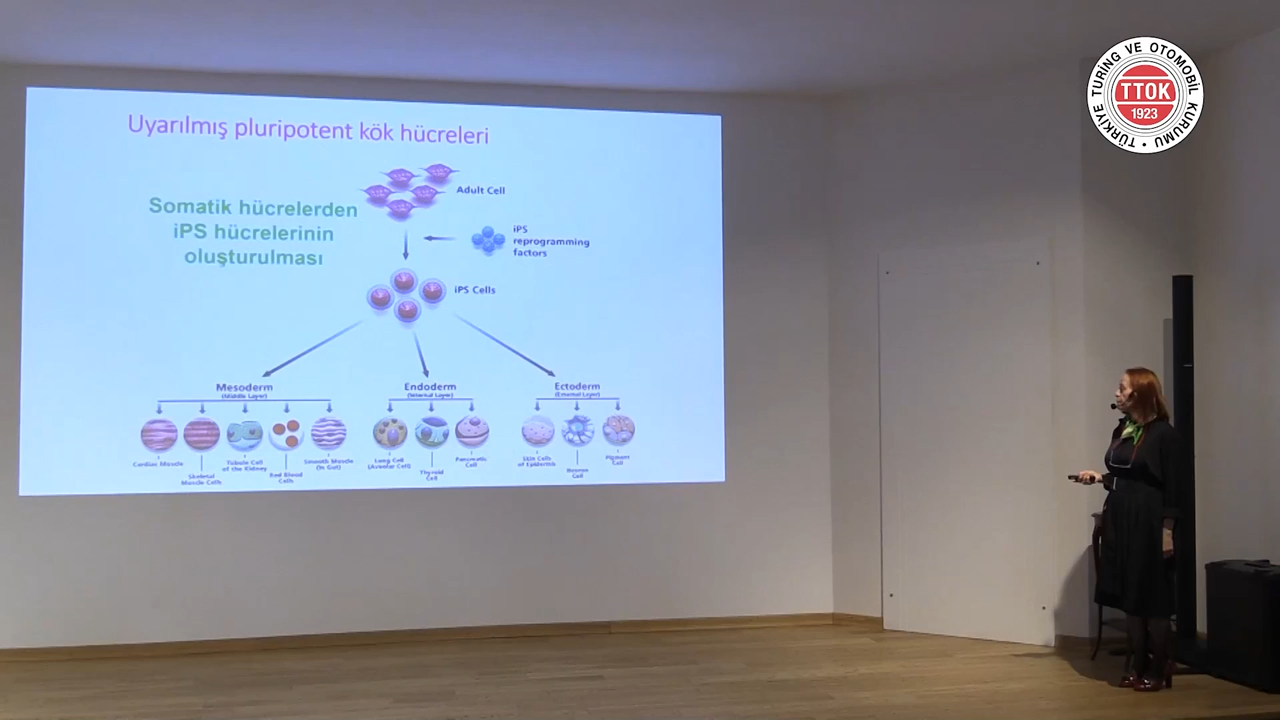 TÜRKİYE TURİNG VE OTOMOBİL KURUMU
TTOK
1923
Uyarılmış pluripotent kök hücreleri
Somatik hücrelerden
iPS hücrelerinin
oluşturulması
Adult Cell
iPS
reprogramming
factors
iPS Cells
Mesoderm
(Middle Layer)
Endoderm
(Internal Layer)
Ectoderm
(External Layer)
Cardiac Muscle
Skeletal
Muscle Cells
Tubule Cell
of the Kidney
Red Blood
Cells
Smooth Muscle
(in Gut)
Lung Cell
(Alveolar Cell)
Thyroid
Cell
Pancreatic
Cell
Skin Cells
of Epidermis
Neuron
Cell
Pigment
Cell